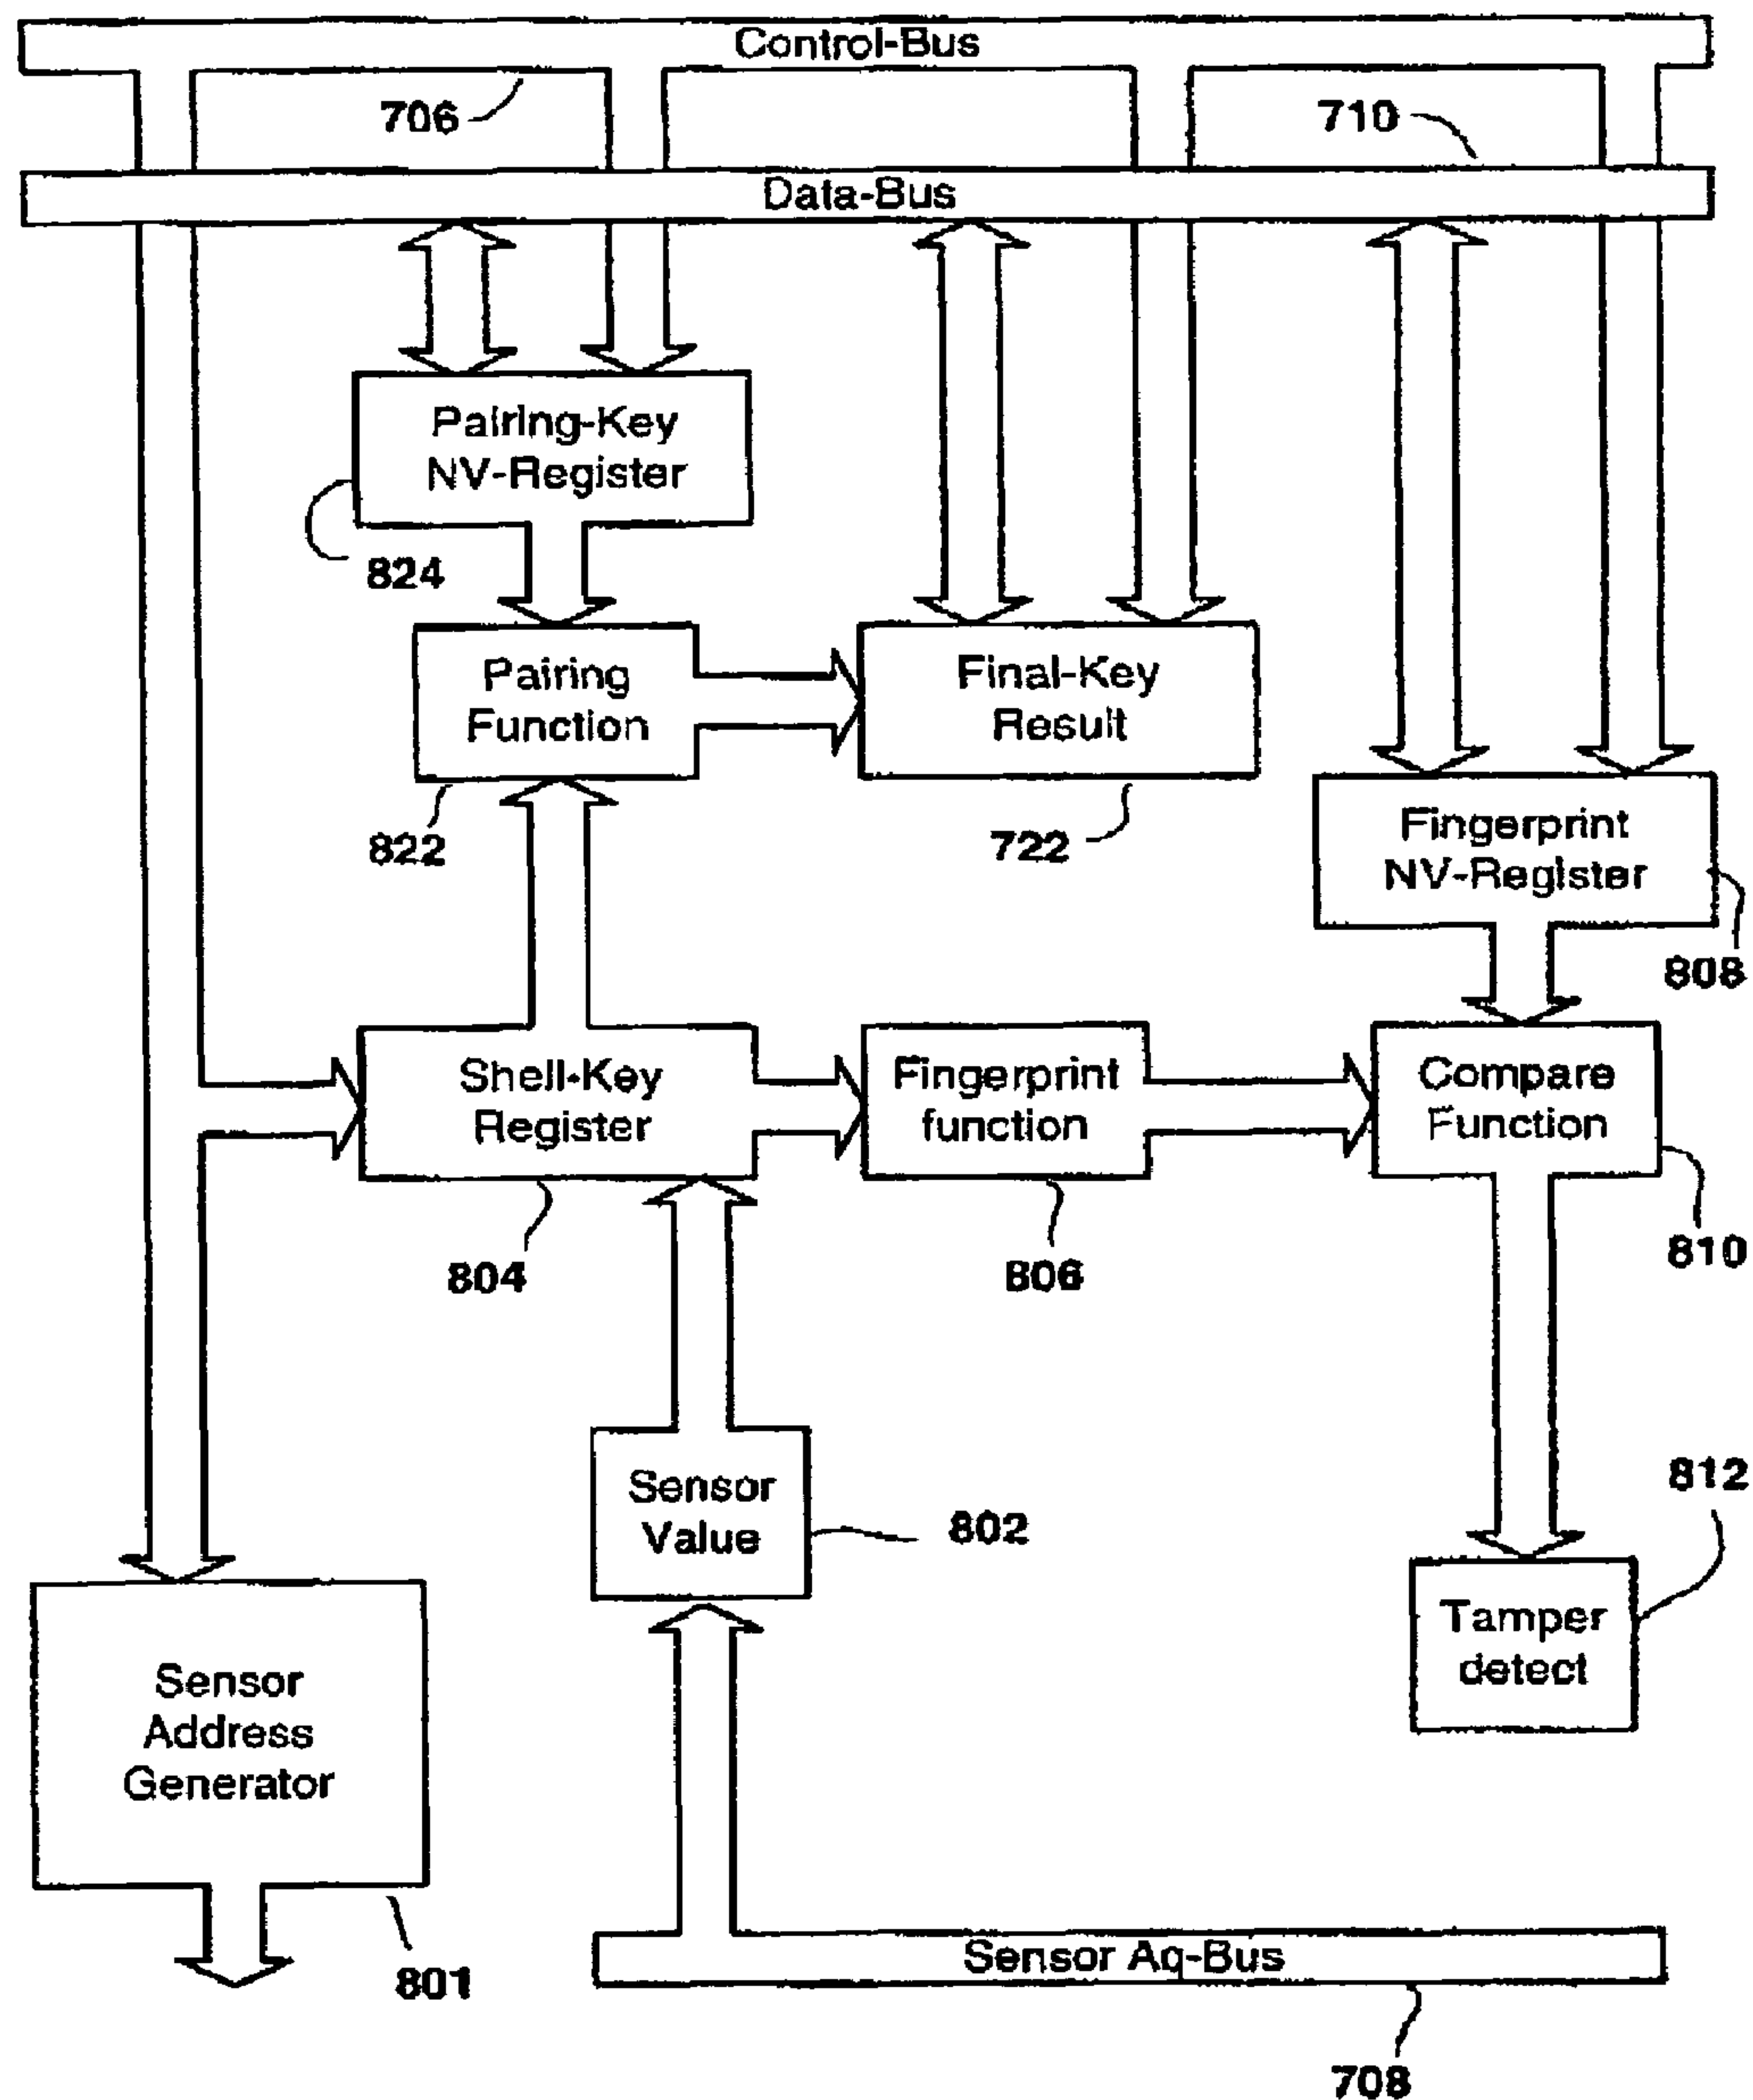 Control-Bus
706
710
Data-Bus
Pairing-Key
NV-Register
824
Pairing
Function
Final-Key
Result
822
722
Fingerprint
NV-Register
808
Shell-Key
Register
Fingerprint
function
Compare
Function
804
806
810
Sensor
Value
802
812
Tamper
detect
Sensor
Address
Generator
801
Sensor Aq-Bus
708